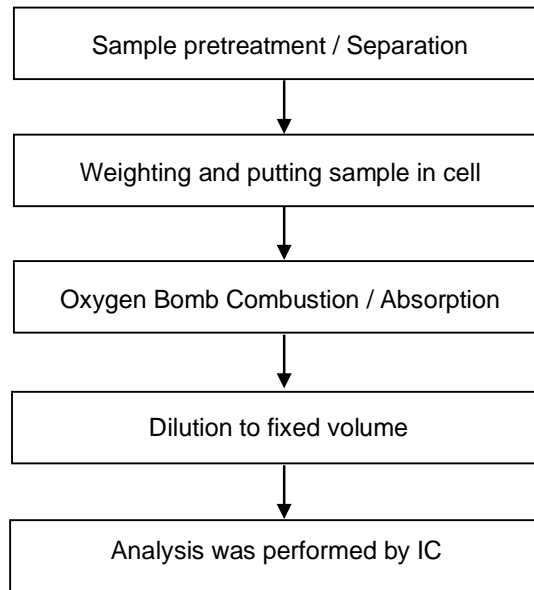 Sample pretreatment / Separation
Weighting and putting sample in cell
Oxygen Bomb Combustion / Absorption
Dilution to fixed volume
Analysis was performed by IC